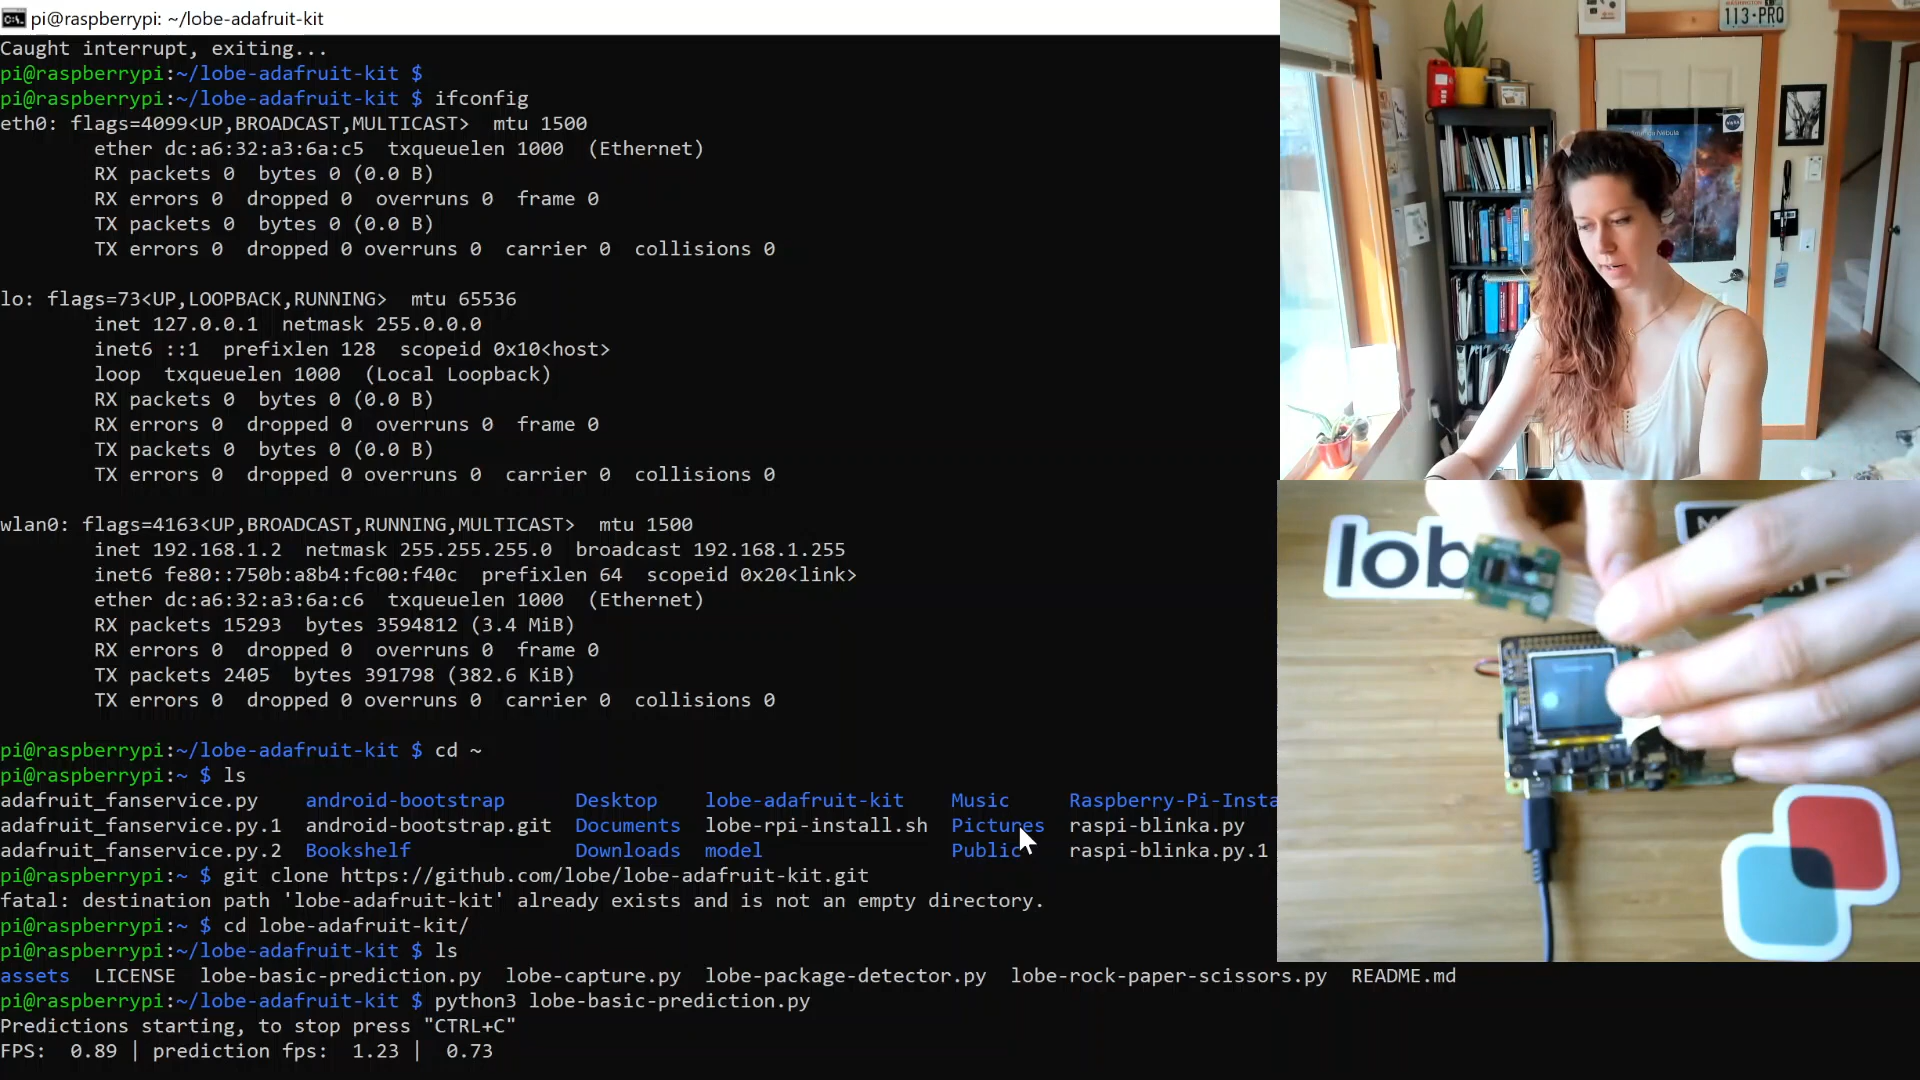 pi@raspberrypi: ~/lobe-adafruit-kit
Caught interrupt, exiting...
pi@raspberrypi:~/lobe-adafruit-kit $
pi@raspberrypi:~/lobe-adafruit-kit $ ifconfig
eth0: flags=4099<UP,BROADCAST,MULTICAST>  mtu 1500
ether dc:a6:32:a3:6a:c5  txqueuelen 1000  (Ethernet)
RX packets 0  bytes 0 (0.0 B)
RX errors 0  dropped 0  overruns 0  frame 0
TX packets 0  bytes 0 (0.0 B)
TX errors 0  dropped 0 overruns 0  carrier 0  collisions 0
lo: flags=73<UP,LOOPBACK,RUNNING>  mtu 65536
inet 127.0.0.1  netmask 255.0.0.0
inet6 ::1  prefixlen 128  scopeid 0x10<host>
loop  txqueuelen 1000  (Local Loopback)
RX packets 0  bytes 0 (0.0 B)
RX errors 0  dropped 0  overruns 0  frame 0
TX packets 0  bytes 0 (0.0 B)
TX errors 0  dropped 0 overruns 0  carrier 0  collisions 0
wlan0: flags=4163<UP,BROADCAST,RUNNING,MULTICAST>  mtu 1500
inet 192.168.1.2  netmask 255.255.255.0  broadcast 192.168.1.255
inet6 fe80::750b:a8b4:fc00:f40c  prefixlen 64  scopeid 0x20<link>
ether dc:a6:32:a3:6a:c6  txqueuelen 1000  (Ethernet)
RX packets 15293  bytes 3594812 (3.4 MiB)
RX errors 0  dropped 0  overruns 0  frame 0
TX packets 2405  bytes 391798 (382.6 KiB)
TX errors 0  dropped 0 overruns 0  carrier 0  collisions 0
pi@raspberrypi:~/lobe-adafruit-kit $ cd ~
pi@raspberrypi:~ $ ls
adafruit_fanservice.py    android-bootstrap      Desktop    lobe-adafruit-kit    Music     Raspberry-Pi-Insta
adafruit_fanservice.py.1  android-bootstrap.git  Documents  lobe-rpi-install.sh  Pictures  raspi-blinka.py
adafruit_fanservice.py.2  Bookshelf              Downloads  model                Public    raspi-blinka.py.1
pi@raspberrypi:~ $ git clone https://github.com/lobe/lobe-adafruit-kit.git
fatal: destination path 'lobe-adafruit-kit' already exists and is not an empty directory.
pi@raspberrypi:~ $ cd lobe-adafruit-kit/
pi@raspberrypi:~/lobe-adafruit-kit $ ls
assets  LICENSE  lobe-basic-prediction.py  lobe-capture.py  lobe-package-detector.py  lobe-rock-paper-scissors.py  README.md
pi@raspberrypi:~/lobe-adafruit-kit $ python3 lobe-basic-prediction.py
Predictions starting, to stop press "CTRL+C"
FPS:  0.89 | prediction fps:  1.23 |  0.73
113-PRQ
lob